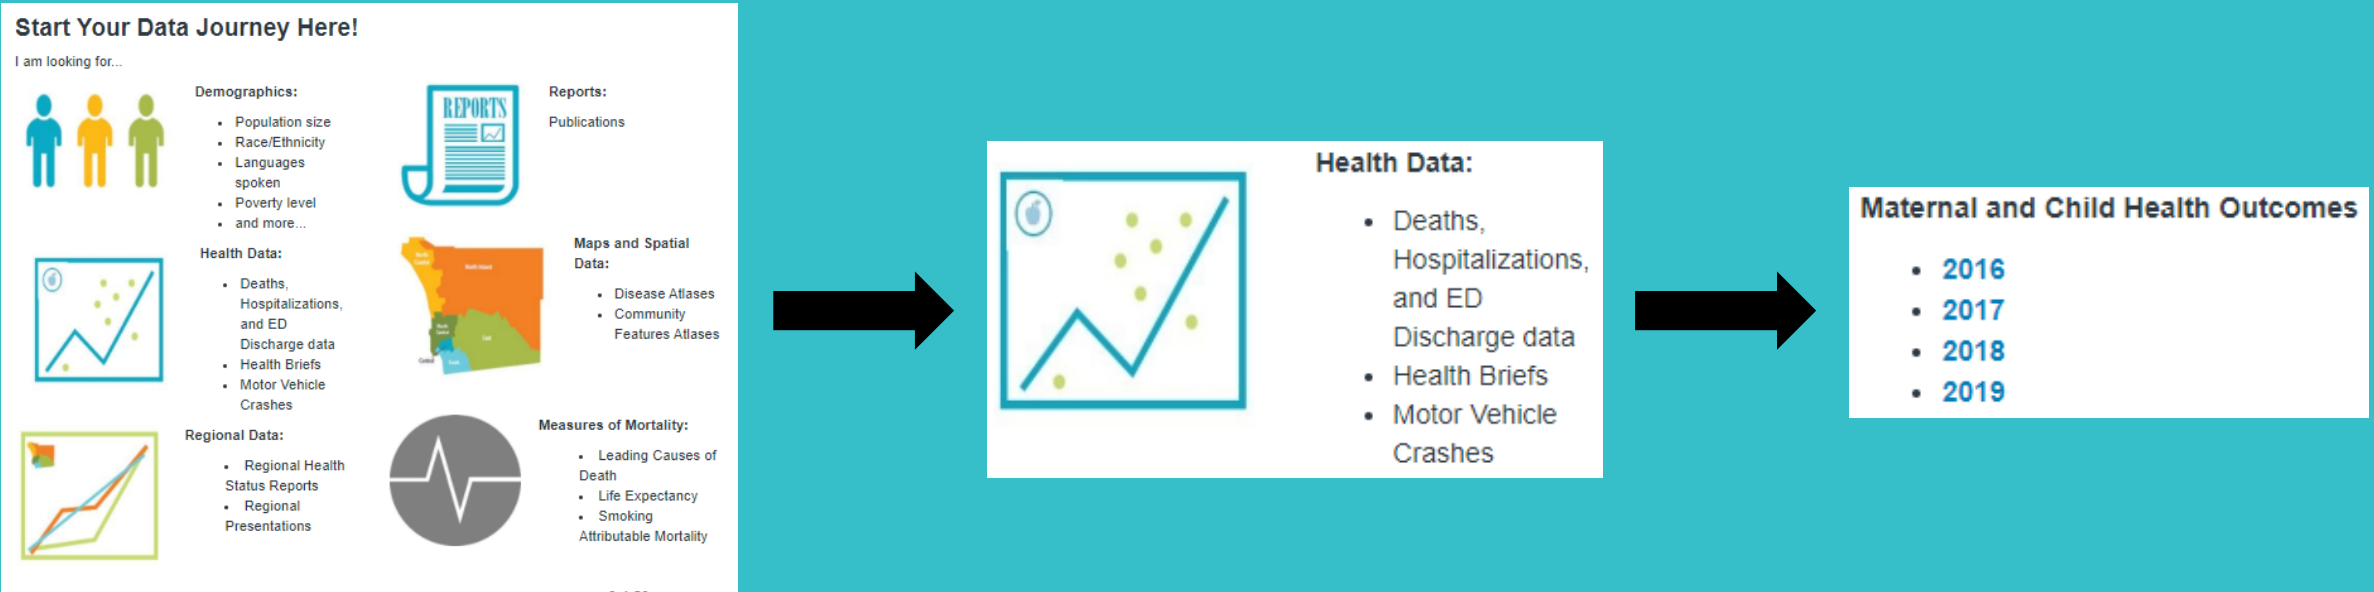 Start Your Data Journey Here!
I am looking for...
Demographics:
• Population size
• Race/Ethnicity
• Languages
spoken
• Poverty level
• and more...
REPORTS
Reports:
Publications
Health Data:
• Deaths,
Hospitalizations,
and ED
Discharge data
• Health Briefs
• Motor Vehicle
Crashes
Maps and Spatial
Data:
• Disease Atlases
• Community
Features Atlases
Regional Data:
• Regional Health
Status Reports
• Regional
Presentations
Measures of Mortality:
• Leading Causes of
Death
• Life Expectancy
• Smoking
Attributable Mortality
Health Data:
• Deaths,
Hospitalizations,
and ED
Discharge data
• Health Briefs
• Motor Vehicle
Crashes
Maternal and Child Health Outcomes
• 2016
• 2017
• 2018
• 2019